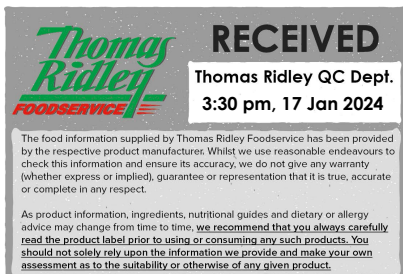 Thomas
Ridley
FOODSERVICE
RECEIVED
Thomas Ridley QC Dept.
3:30 pm, 17 Jan 2024
The food information supplied by Thomas Ridley Foodservice has been provided
by the respective product manufacturer. Whilst we use reasonable endeavours to
check this information and ensure its accuracy, we do not give any warranty
(whether express or implied), guarantee or representation that it is true, accurate
or complete in any respect.
As product information, ingredients, nutritional guides and dietary or allergy
advice may change from time to time, we recommend that you always carefully
read the product label prior to using or consuming any such products. You
should not solely rely upon the information we provide and make your own
assessment as to the suitability or otherwise of any given product.